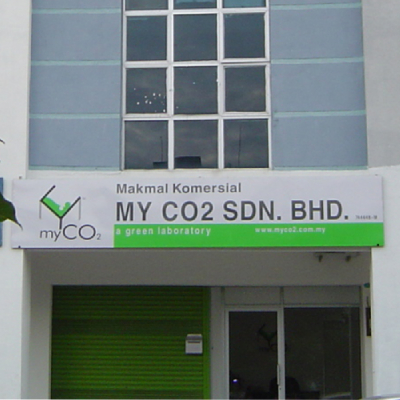 Makmal Komersial
MY CO2 SDN. BHD.
myCO2
a green laboratory www.myco2.com.my